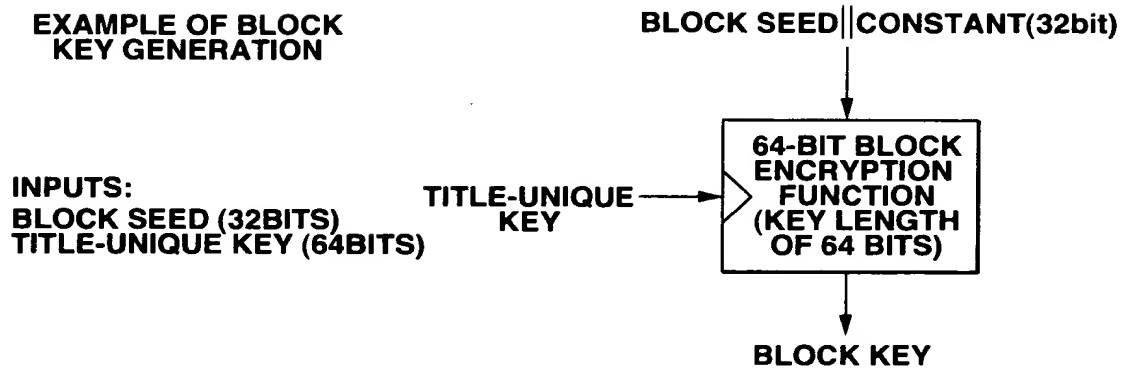 EXAMPLE OF BLOCK
KEY GENERATION
BLOCK SEED||CONSTANT(32bit)
64-BIT BLOCK
ENCRYPTION
FUNCTION
(KEY LENGTH
OF 64 BITS)
INPUTS:
BLOCK SEED (32BITS)
TITLE-UNIQUE KEY (64BITS)
TITLE-UNIQUE
KEY
BLOCK KEY